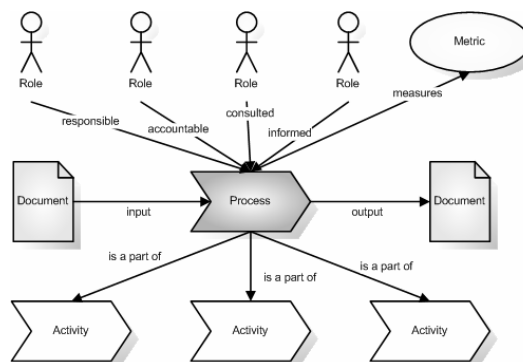 Role
Role
Role
Role
Metric
responsible
accountable
consulted
informed
measures
Document
input
Process
output
Document
is a part of
is a part of
is a part of
Activity
Activity
Activity